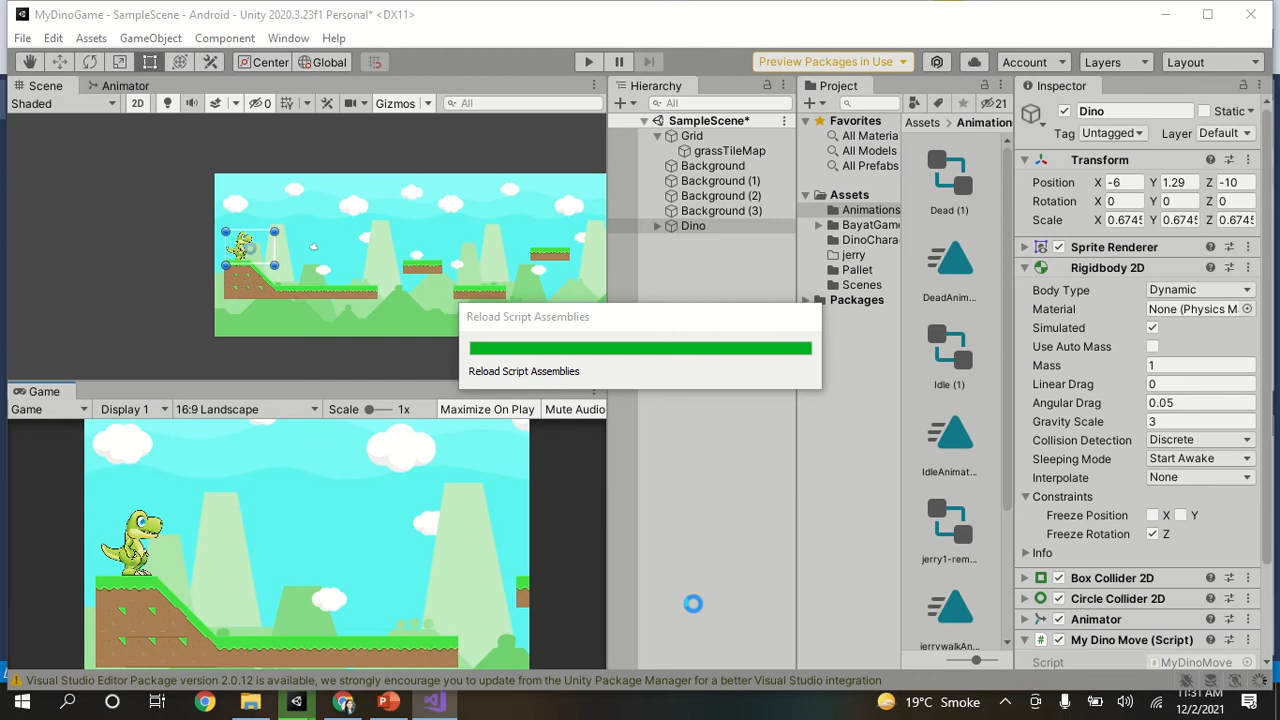 MyDinoGame - SampleScene - Android - Unity 2020.3.23f1 Personal* <DX11>
File Edit Assets GameObject Component Window Help
Center Global Preview Packages in Use Account Layers Layout
Scene Animator
Shaded 2D 0 Gizmos All
Game
Game Display 1 16:9 Landscape Scale 1x Maximize On Play Mute Audio
Hierarchy
All
SampleScene*
Grid
grassTileMap
Background
Background (1)
Background (2)
Background (3)
Dino
Reload Script Assemblies
Reload Script Assemblies
Project
21
Favorites
All Materia
All Models
All Prefabs
Assets
Animations
BayatGame
DinoChara
jerry
Pallet
Scenes
Packages
Assets Animation
Dead (1)
DeadAnim...
Idle (1)
IdleAnimat...
jerry1-rem...
jerrywalkAn...
Inspector
Dino Static
Tag Untagged Layer Default
Transform
Position X -6 Y 1.29 Z -10
Rotation X 0 Y 0 Z 0
Scale X 0.6745 Y 0.6745 Z 0.6745
Sprite Renderer
Rigidbody 2D
Body Type Dynamic
Material None (Physics M
Simulated
Use Auto Mass
Mass 1
Linear Drag 0
Angular Drag 0.05
Gravity Scale 3
Collision Detection Discrete
Sleeping Mode Start Awake
Interpolate None
Constraints
Freeze Position X Y
Freeze Rotation Z
Info
Box Collider 2D
Circle Collider 2D
Animator
My Dino Move (Script)
Script MyDinoMove
Visual Studio Editor Package version 2.0.12 is available, we strongly encourage you to update from the Unity Package Manager for a better Visual Studio integration
19°C Smoke
11:31 AM
12/2/2021